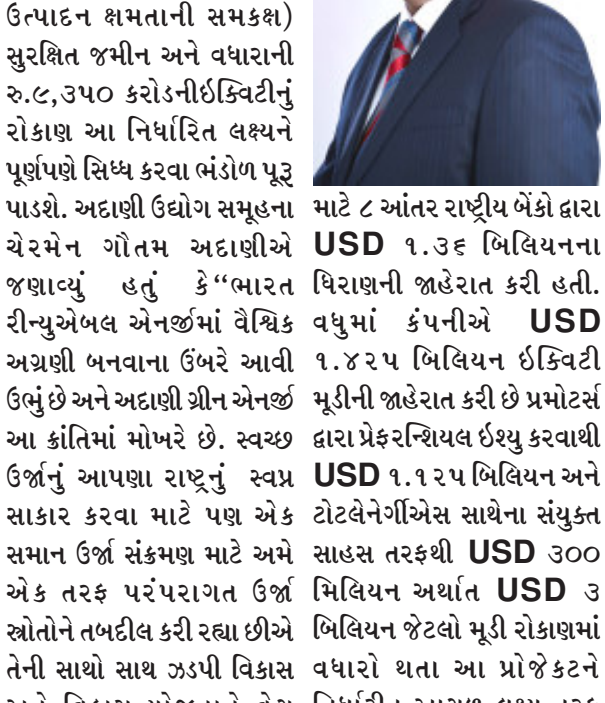 ઉત્પાદન ક્ષમતાની સમકક્ષ)
સુરક્ષિત જમીન અને વધારાની
રુ.૯,૩૫૦ કરોડનીઇક્વિટીનું
રોકાણ આ નિર્ધારિત લક્ષ્યને
પૂર્ણપણે સિધ્ધ કરવા ભંડોળ પૂરૂ
પાડશે. અદાણી ઉદ્યોગ સમૂહના
ચેરમેન ગૌતમ અદાણીએ
જણાવ્યું હતું કે“ભારત
રીન્યુએબલ એનર્જીમાં વૈશ્વિક
અગ્રણી બનવાના ઉંબરે આવી
ઉભું છે અને અદાણી ગ્રીન એનર્જી
આ ક્રાંતિમાં મોખરે છે. સ્વચ્છ
ઉર્જાનું આપણા રાષ્ટ્રનું સ્વપ્ન
સાકાર કરવા માટે પણ એક
સમાન ઉર્જા સંક્રમણ માટે અમે
એક તરફ પરંપરાગત ઉર્જા
સ્ત્રોતોને તબદીલ કરી રહ્યા છીએ
તેની સાથો સાથ ઝડપી વિકાસ
માટે ૮ આંતર રાષ્ટ્રીય બેંકો દ્વારા
USD ૧.૩૬ બિલિયનના
ધિરાણની જાહેરાત કરી હતી.
વધુમાં કંપનીએ USD
૧.૪૨૫ બિલિયન ઇક્વિટી
મૂડીની જાહેરાત કરી છે પ્રમોટર્સ
દ્વારા પ્રેફરન્શિયલ ઇશ્યુ કરવાથી
USD ૧.૧૨૫ બિલિયન અને
ટોટલેનેર્ગીએસ સાથેના સંયુક્ત
સાહસ તરફથી USD ૩૦૦
મિલિયન અર્થાત USD ૩
બિલિયન જેટલો મૂડી રોકાણમાં
વધારો થતા આ પ્રોજેકટને